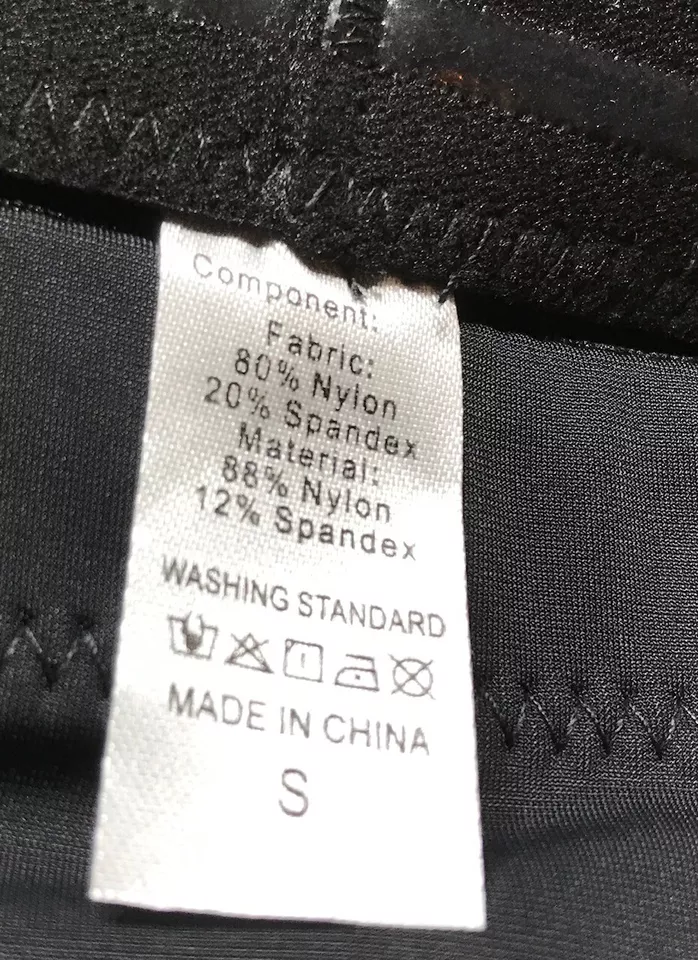 Component:
Fabric:
80% Nylon
20% Spandex
Material:
88% Nylon
12% Spandex
WASHING STANDARD
MADE IN CHINA
S